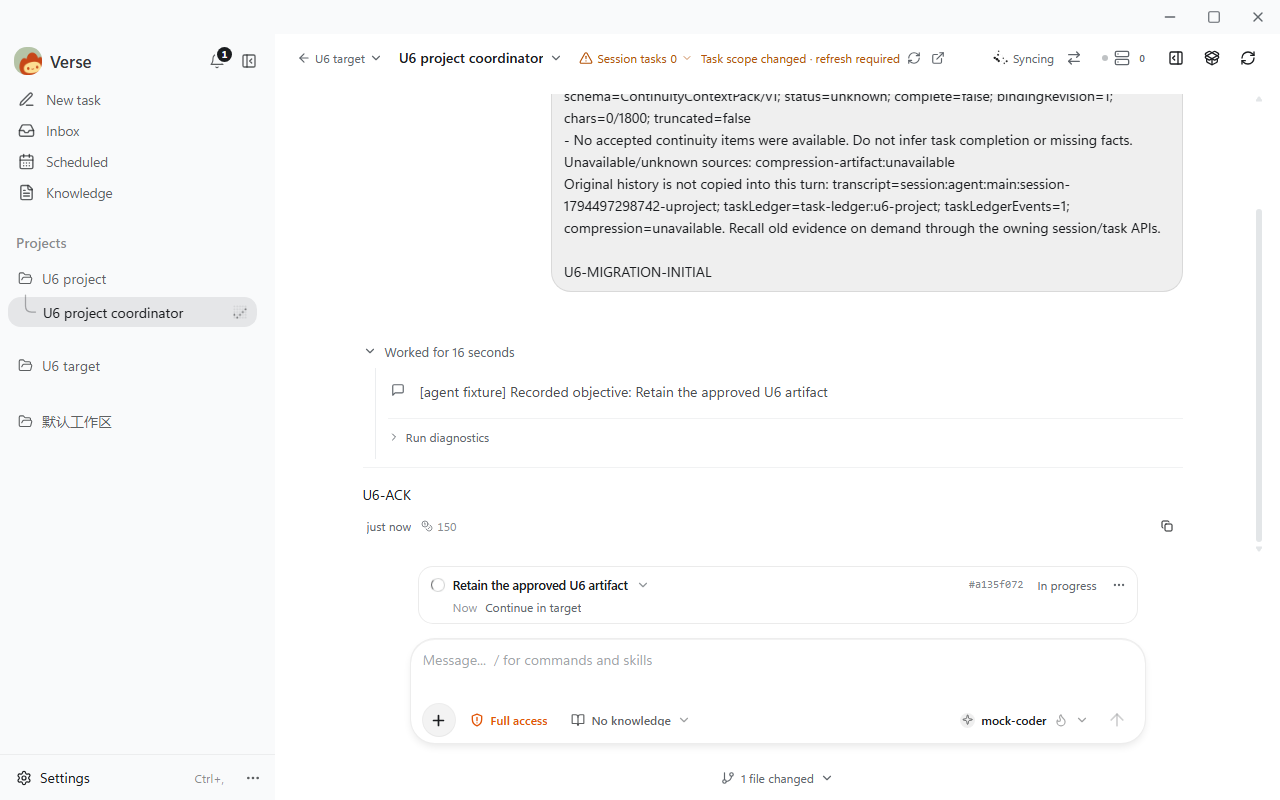 Verse
1
New task
Inbox
Scheduled
Knowledge
Projects
U6 project
U6 project coordinator
U6 target
默认工作区
Settings
Ctrl+,
U6 target
U6 project coordinator
Session tasks 0
Task scope changed · refresh required
Syncing
0
schema=ContinuityContextPack/v1; status=unknown; complete=false; bindingRevision=1;
chars=0/1800; truncated=false
- No accepted continuity items were available. Do not infer task completion or missing facts.
Unavailable/unknown sources: compression-artifact:unavailable
Original history is not copied into this turn: transcript=session:agent:main:session-
1794497298742-uproject; taskLedger=task-ledger:u6-project; taskLedgerEvents=1;
compression=unavailable. Recall old evidence on demand through the owning session/task APIs.
U6-MIGRATION-INITIAL
Worked for 16 seconds
[agent fixture] Recorded objective: Retain the approved U6 artifact
Run diagnostics
U6-ACK
just now
150
Retain the approved U6 artifact
#a135f072
In progress
Now Continue in target
Message... / for commands and skills
Full access
No knowledge
mock-coder
1 file changed